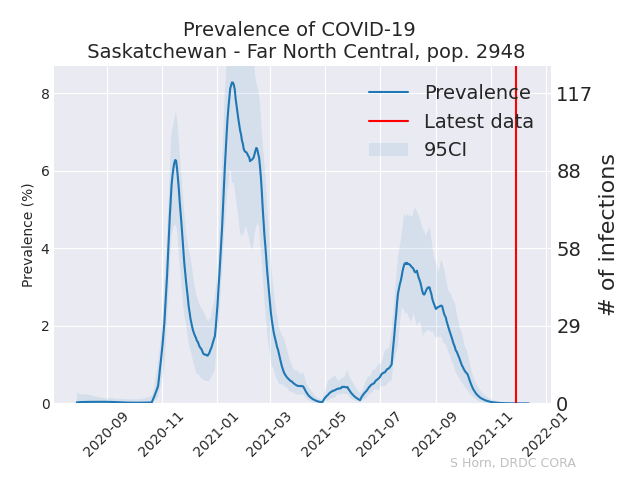 Prevalence of COVID-19
Saskatchewan - Far North Central, pop. 2948
Prevalence
Latest data
95CI
8
6
4
2
0
Prevalence (%)
117
88
58
29
0
# of infections
2020-09
2020-11
2021-01
2021-03
2021-05
2021-07
2021-09
2021-11
2022-01
S Horn, DRDC CORA